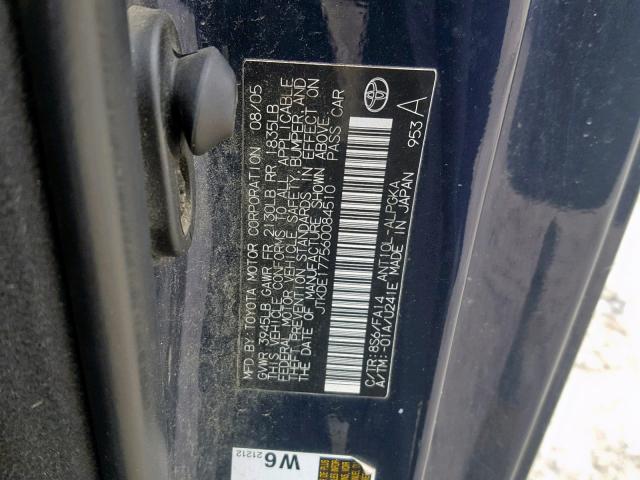 MFD.BY: TOYOTA MOTOR CORPORATION 08/05
GVWR 3945LB GAWR FR 2130LB RR 1835LB
THIS VEHICLE CONFORMS TO ALL APPLICABLE
FEDERAL MOTOR VEHICLE SAFETY, BUMPER, AND
THEFT PREVENTION STANDARDS IN EFFECT ON
THE DATE OF MANUFACTURE SHOWN ABOVE.
JTKDE177560084510 PASS CAR
C/TR: 8S6/FA14 ANT10L-ALPGKA 953 A
A/TM: -01A/U241E MADE IN JAPAN
W6
21212